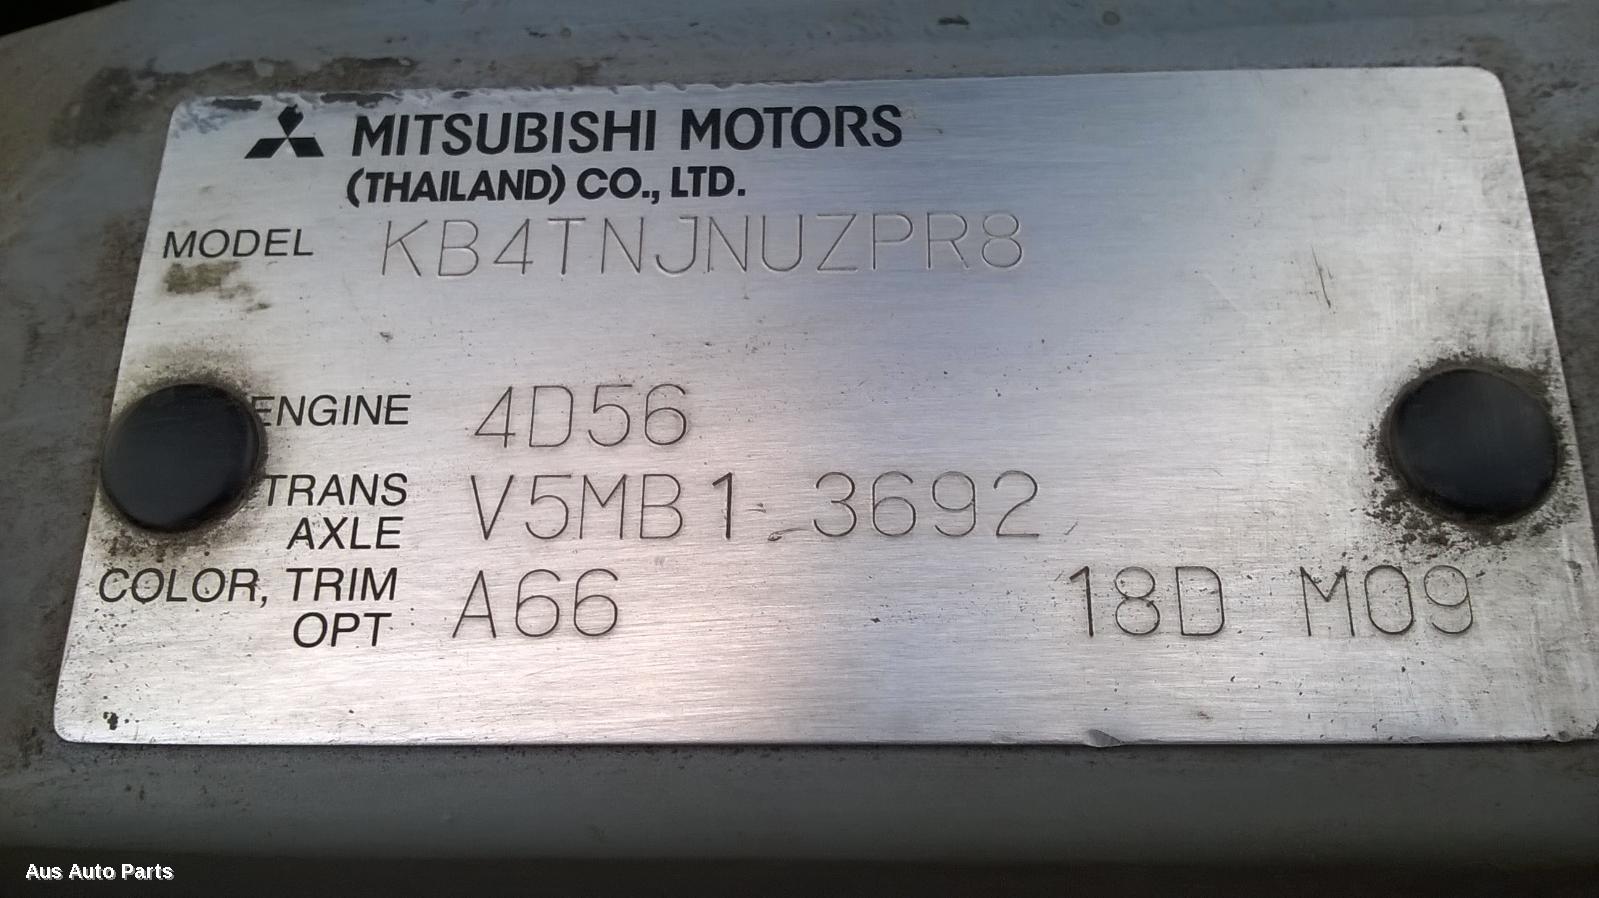 MITSUBISHI MOTORS
(THAILAND) CO., LTD.
MODEL KB4TNJNUZPR8
ENGINE 4D56
TRANS
AXLE V5MB1 3692
COLOR, TRIM
OPT A66 18D M09
Aus Auto Parts